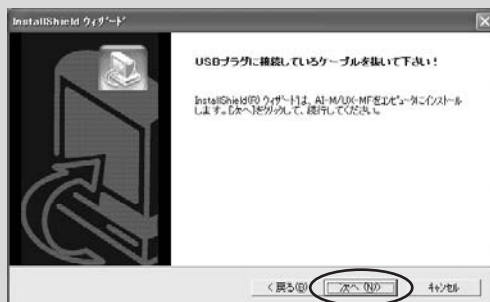 InstallShield ウィザード
USBプラグに接続しているケーブルを抜いて下さい！
InstallShield(R) ウィザードは、AI-M/UX-MFをコンピュータにインストール
します。[次へ]をクリックして、続行してください。
< 戻る(B)
次へ (N)>
キャンセル